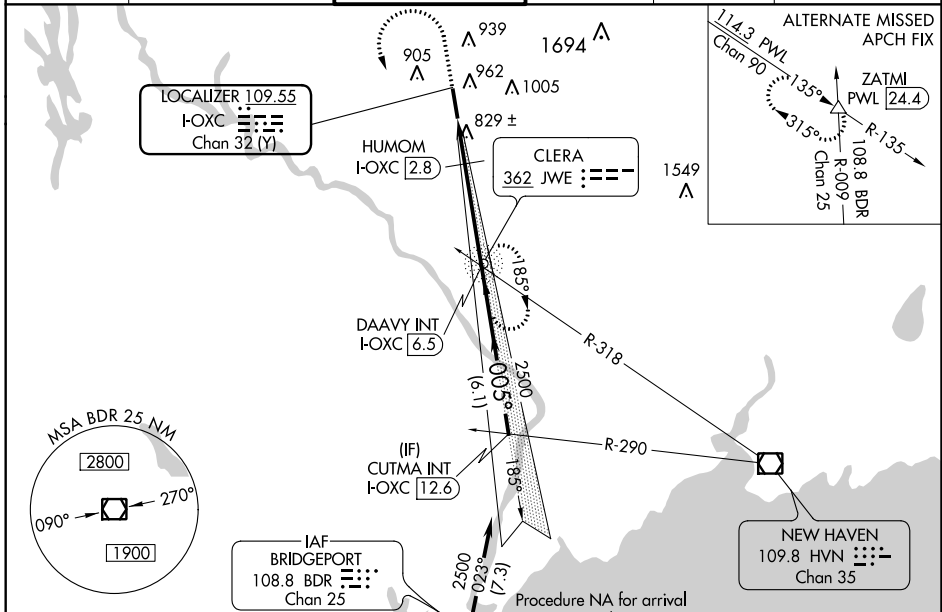 ALTERNATE MISSED
APCH FIX
114.3 PWL
Chan 90
135°
315°
ZATMI
PWL 24.4
R-135
108.8 BDR
R-009
Chan 25
939
905
1694
962
1005
829 ±
1549
LOCALIZER 109.55
I-OXC
Chan 32 (Y)
HUMOM
I-OXC 2.8
CLERA
362 JWE
185°
DAAVY INT
I-OXC 6.5
R-318
2500
005°
(6.1)
(IF)
CUTMA INT
I-OXC 12.6
R-290
185°
MSA BDR 25 NM
2800
270°
090°
1900
IAF
BRIDGEPORT
108.8 BDR
Chan 25
2500
023°
(7.3)
NEW HAVEN
109.8 HVN
Chan 35
Procedure NA for arrival